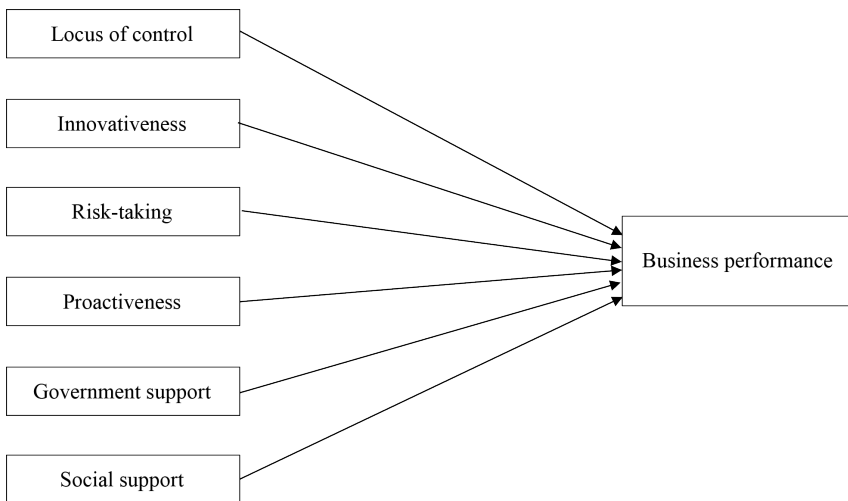 Locus of control
Innovativeness
Risk-taking
Business performance
Proactiveness
Government support
Social support